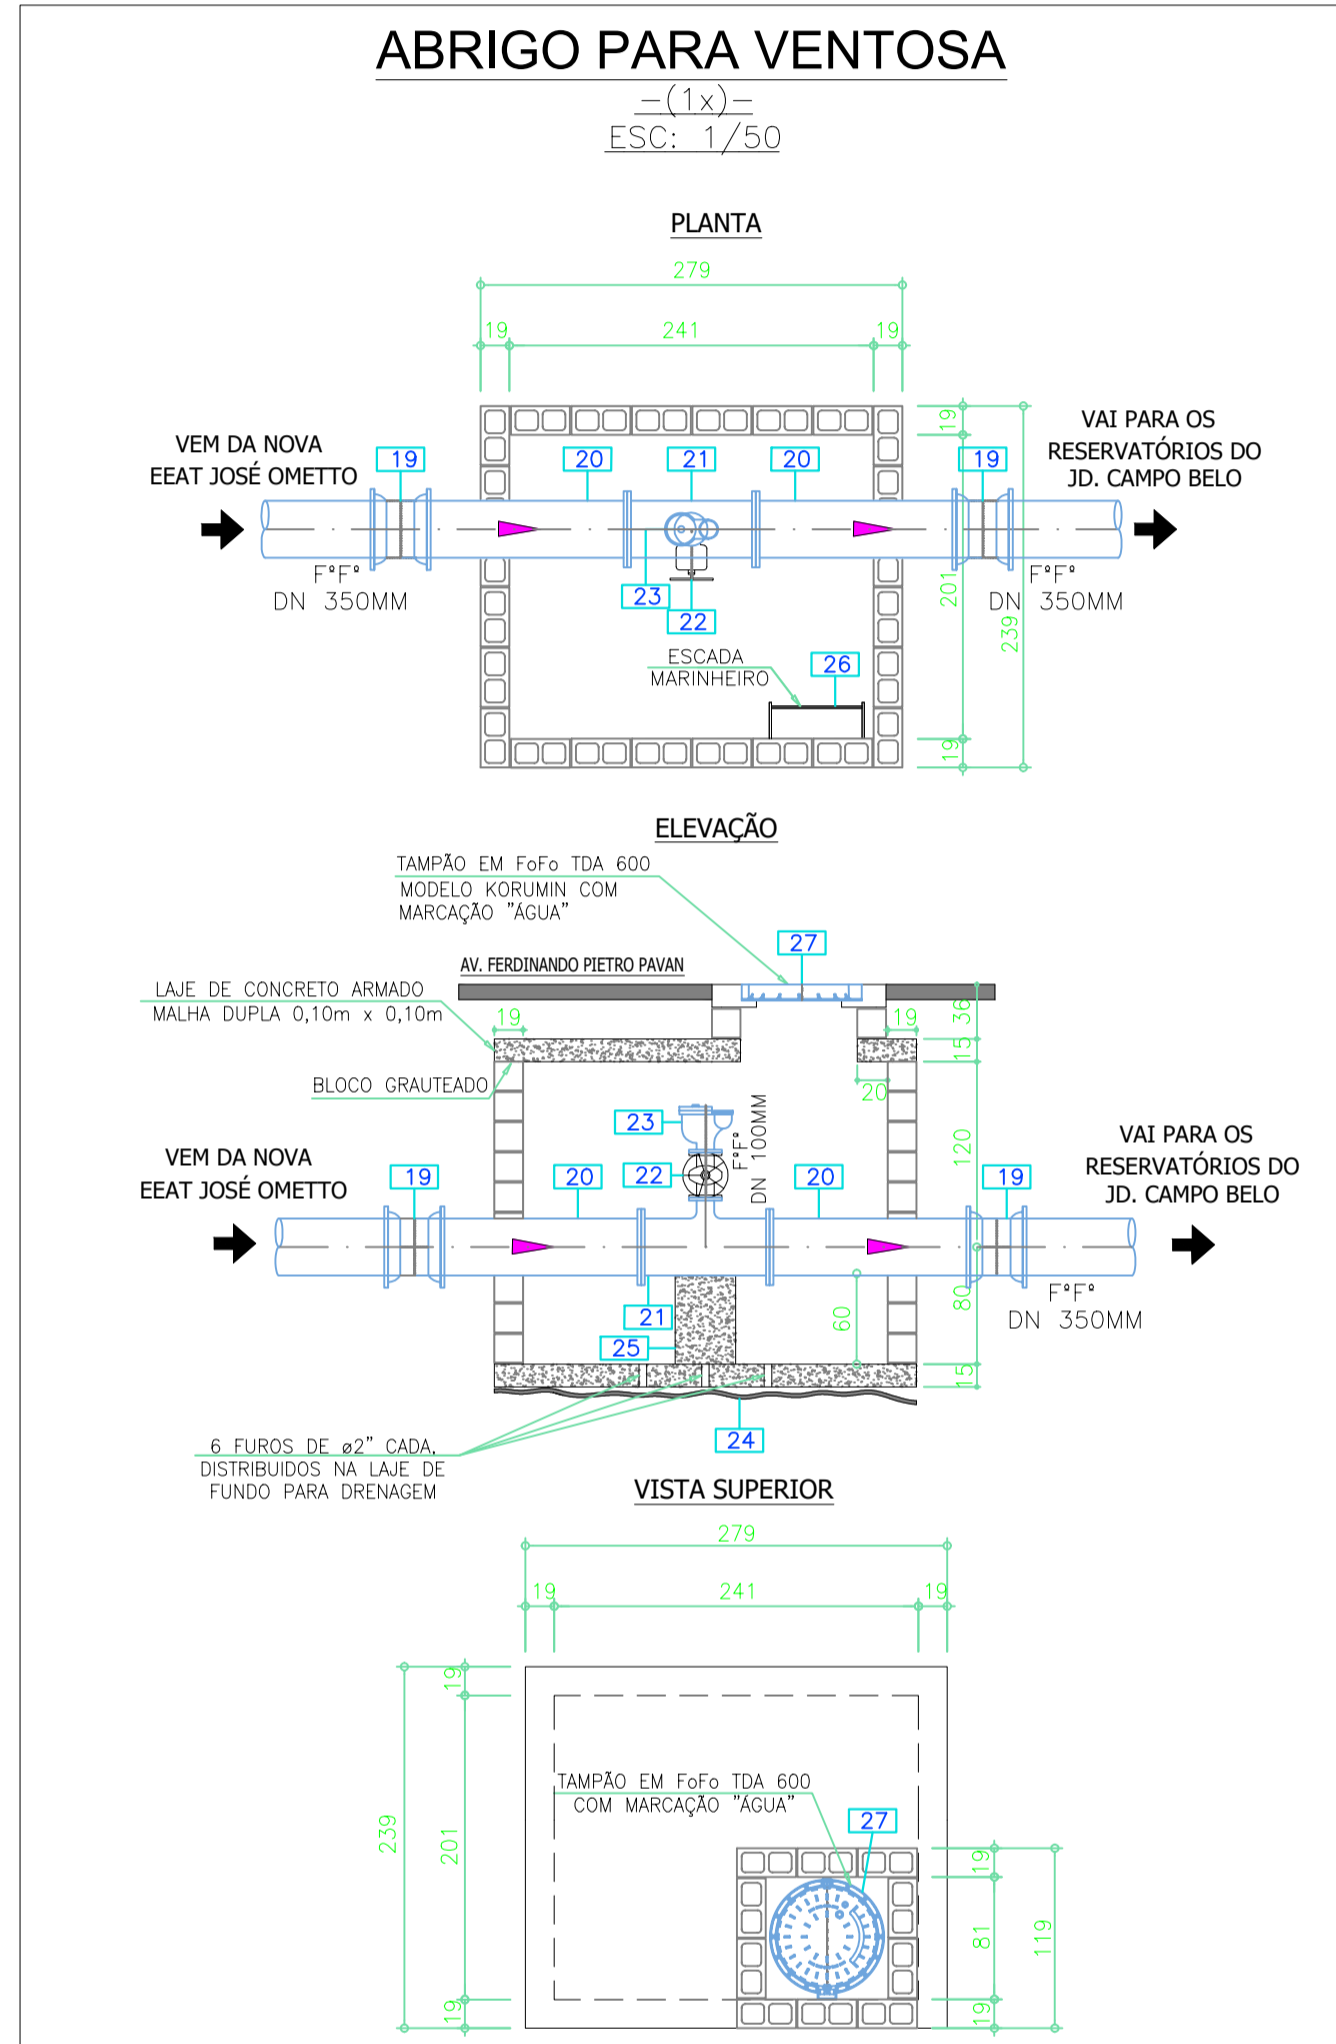 ABRIGO PARA VENTOSA
-(1x)-
ESC: 1/50
PLANTA
279
19
241
19
VEM DA NOVA
EEAT JOSÉ OMETTO
19
20
21
20
19
19
VAI PARA OS
RESERVATÓRIOS DO
JD. CAMPO BELO
F°F°
DN 350MM
23
22
201
239
F°F°
DN 350MM
ESCADA
MARINHEIRO
26
19
ELEVAÇÃO
TAMPÃO EM FoFo TDA 600
MODELO KORUMIN COM
MARCAÇÃO "ÁGUA"
27
AV. FERDINANDO PIETRO PAVAN
LAJE DE CONCRETO ARMADO
MALHA DUPLA 0,10m x 0,10m
19
19
36
15
BLOCO GRAUTEADO
20
23
F°F°
DN 100MM
120
VEM DA NOVA
EEAT JOSÉ OMETTO
19
20
22
20
19
VAI PARA OS
RESERVATÓRIOS DO
JD. CAMPO BELO
21
25
60
80
F°F°
DN 350MM
15
24
6 FUROS DE ø2" CADA.
DISTRIBUIDOS NA LAJE DE
FUNDO PARA DRENAGEM
VISTA SUPERIOR
279
19
241
19
19
239
201
TAMPÃO EM FoFo TDA 600
COM MARCAÇÃO "ÁGUA"
27
19
81
119
19
19